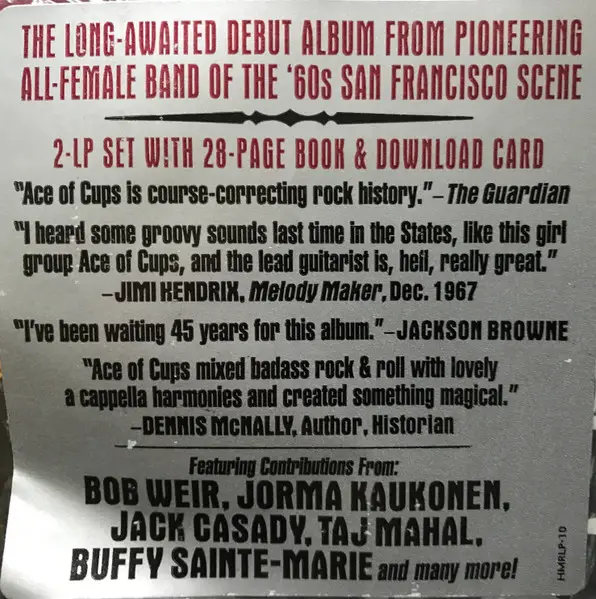 THE LONG-AWAITED DEBUT ALBUM FROM PIONEERING
ALL-FEMALE BAND OF THE '60s SAN FRANCISCO SCENE
2-LP SET WITH 28-PAGE BOOK & DOWNLOAD CARD
"Ace of Cups is course-correcting rock history." – The Guardian
"I heard some groovy sounds last time in the States, like this girl
group Ace of Cups, and the lead guitarist is, hell, really great."
–JIMI HENDRIX, Melody Maker, Dec. 1967
"I've been waiting 45 years for this album." –JACKSON BROWNE
"Ace of Cups mixed badass rock & roll with lovely
a cappella harmonies and created something magical."
–DENNIS McNALLY, Author, Historian
Featuring Contributions From:
BOB WEIR, JORMA KAUKONEN,
JACK CASADY, TAJ MAHAL,
BUFFY SAINTE-MARIE and many more!
HMRLP-10